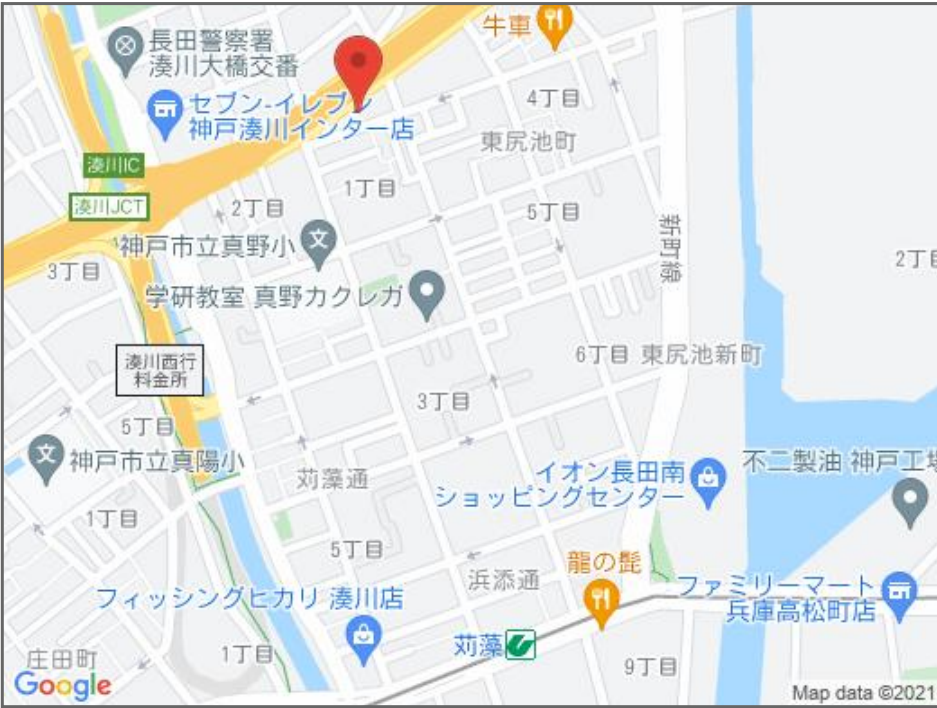 牛車
長田警察署
湊川大橋交番
セブン-イレブン
神戸湊川インター店
4丁目
東尻池町
湊川IC
1丁目
湊川JCT
2丁目
5丁目
新町線
神戸市立真野小
3丁目
2丁目
学研教室 真野カクレガ
湊川西行
料金所
6丁目 東尻池新町
3丁目
5丁目
神戸市立真陽小
苅藻通
イオン長田南
ショッピングセンター
不二製油 神戸工場
1丁目
5丁目
浜添通
龍の髭
ファミリーマート
兵庫高松町店
フィッシングヒカリ 湊川店
苅藻
庄田町
1丁目
9丁目
Google
Map data ©2021